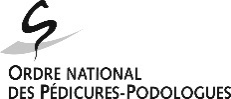 ORDRE NATIONAL
DES PÉDICURES-PODOLOGUES